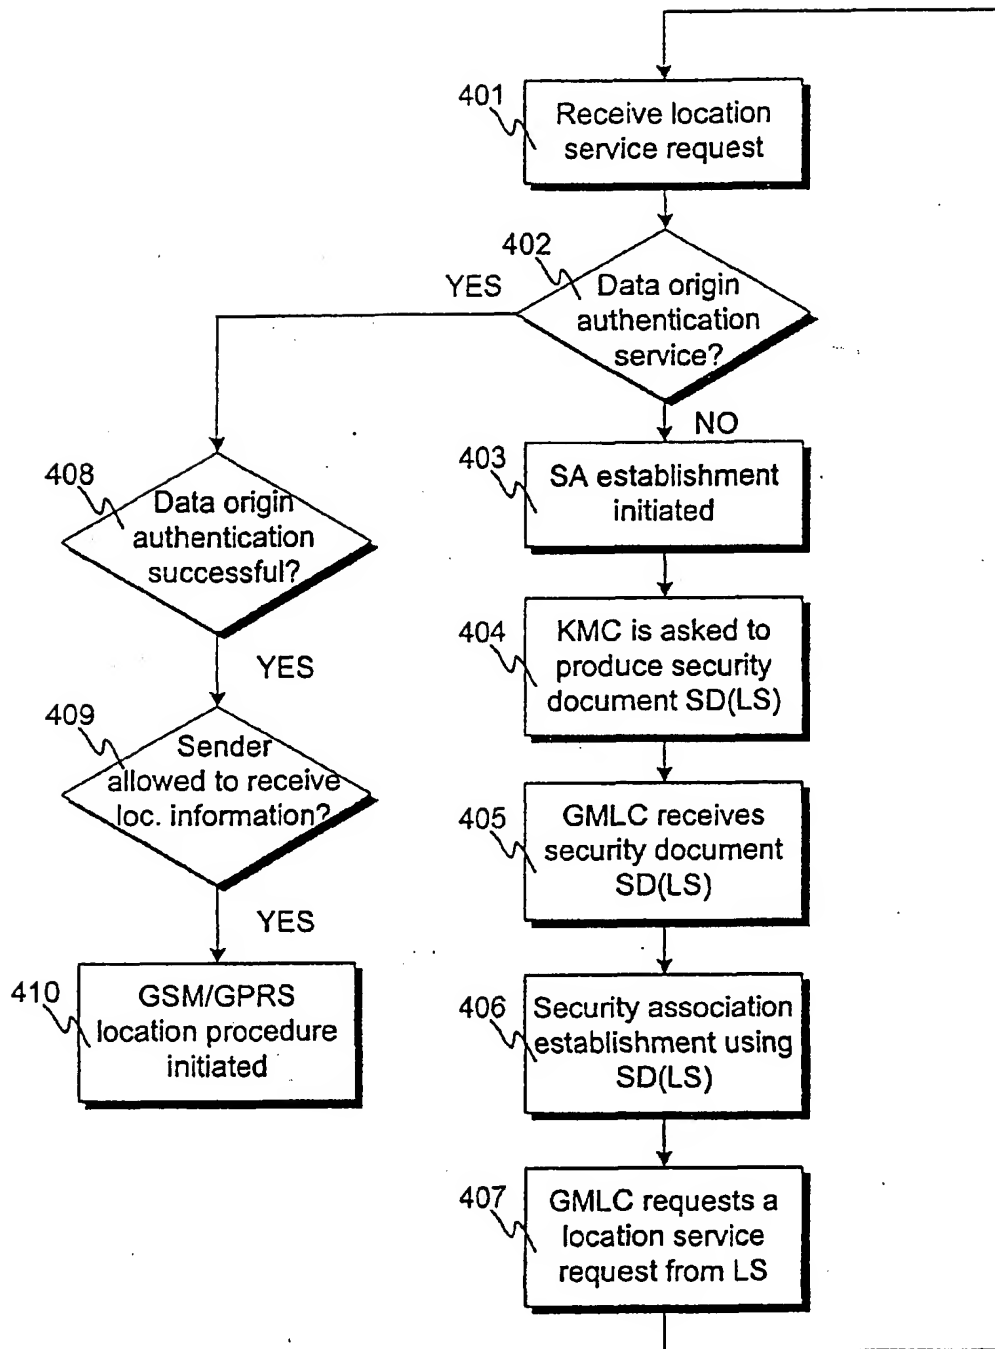 401
Receive location
service request
402
YES
Data origin
authentication
service?
NO
403
SA establishment
initiated
404
KMC is asked to
produce security
document SD(LS)
405
GMLC receives
security document
SD(LS)
406
Security association
establishment using
SD(LS)
407
GMLC requests a
location service
request from LS
408
Data origin
authentication
successful?
YES
409
Sender
allowed to receive
loc. information?
YES
410
GSM/GPRS
location procedure
initiated